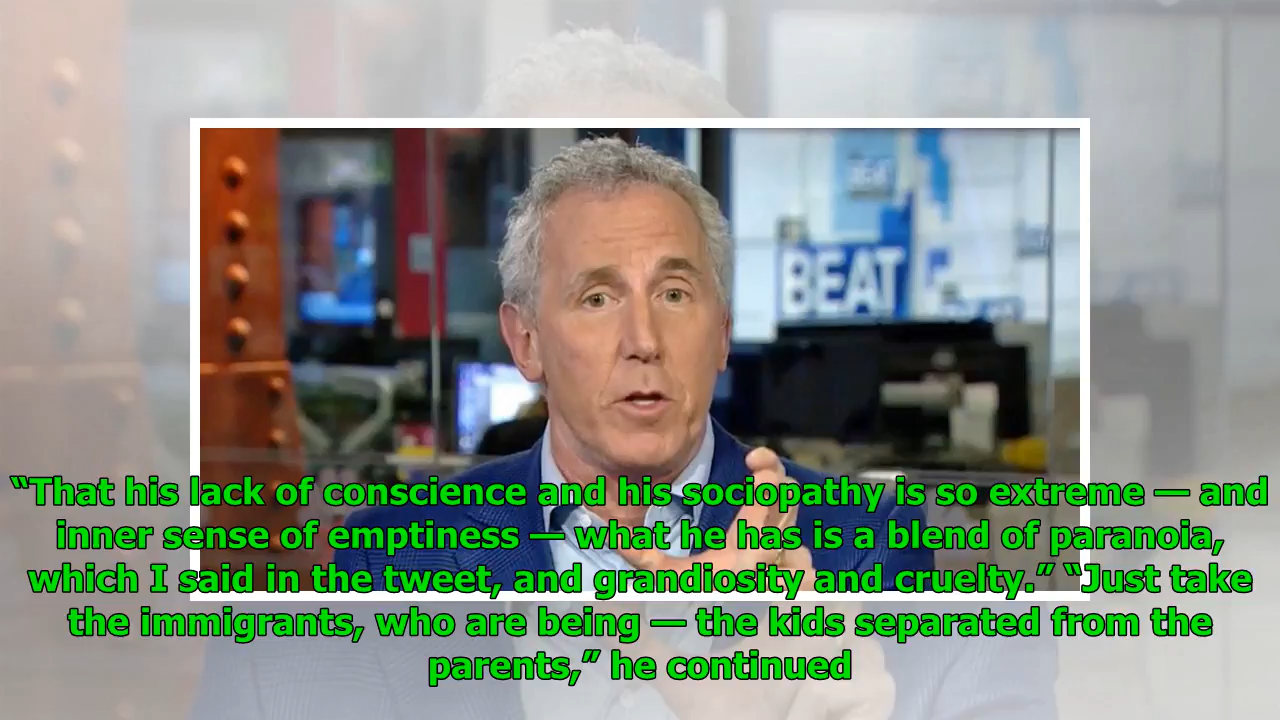 BEAT
BEAT
“That his lack of conscience and his sociopathy is so extreme — and
inner sense of emptiness — what he has is a blend of paranoia,
which I said in the tweet, and grandiosity and cruelty.” “Just take
the immigrants, who are being — the kids separated from the
parents,” he continued